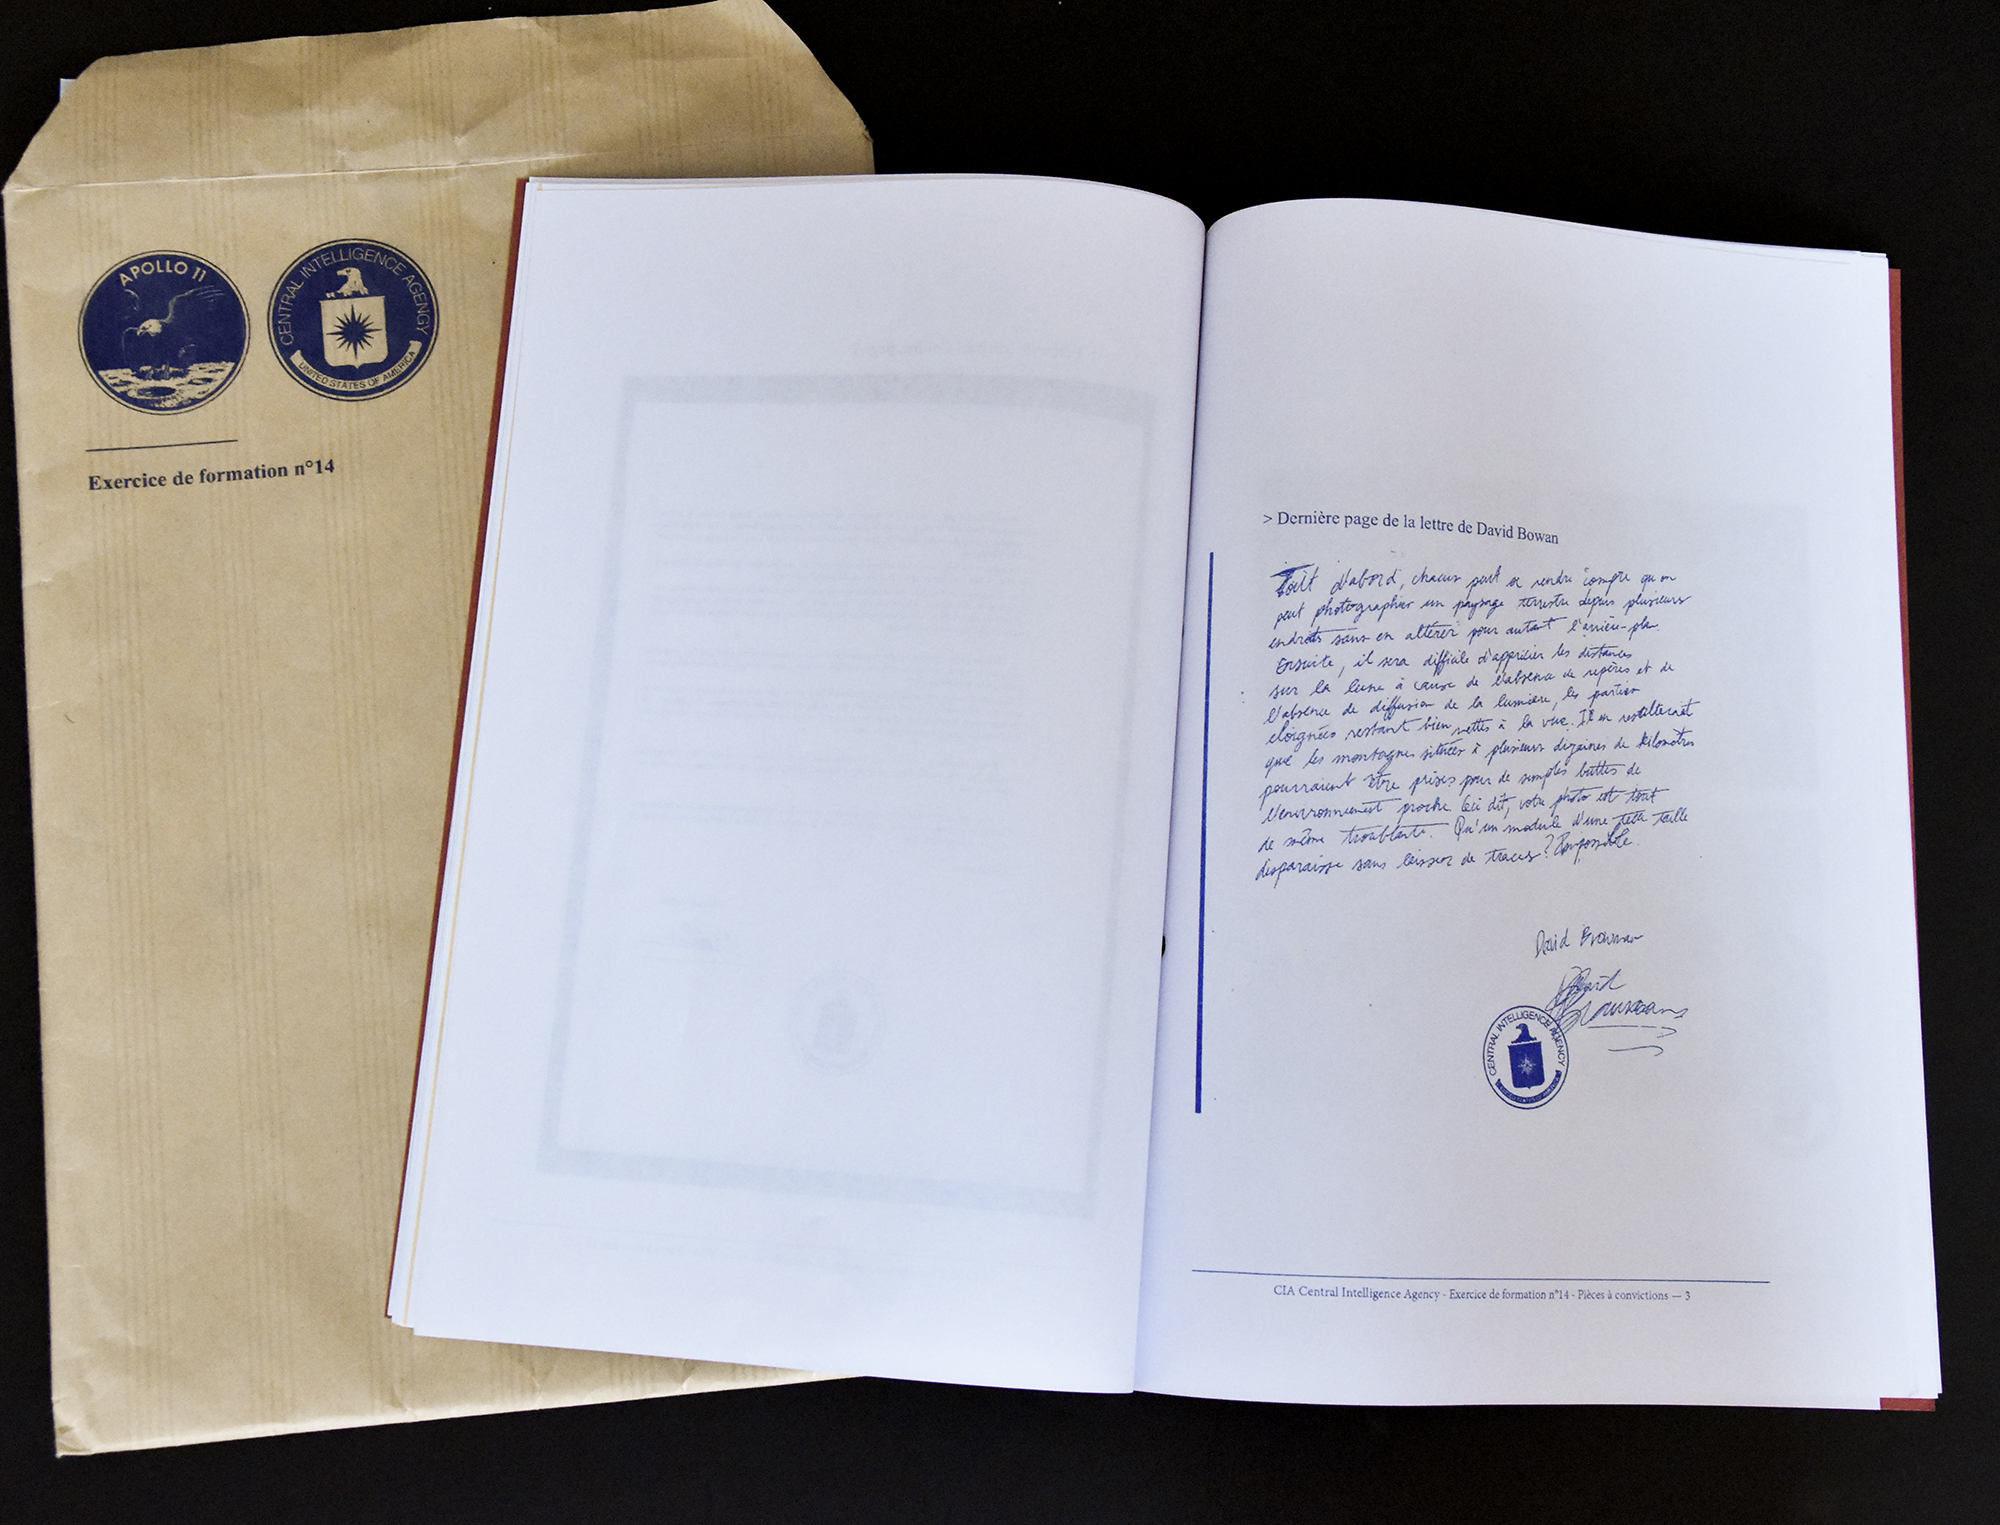 APOLLO 11
CENTRAL INTELLIGENCE AGENCY
UNITED STATES OF AMERICA
Exercice de formation n°14
> Dernière page de la lettre de David Bowan
Tout d'abord, chacun peut se rendre compte qu'on
peut photographier un paysage terrestre depuis plusieurs
endroits sans en altérer pour autant l'arrière-plan.
Ensuite, il sera difficile d'apprécier les distances
sur la lune à cause de l'absence de repères et de
l'absence de diffusion de la lumière, les parties
éloignées restant bien nettes à la vue. Il en resulterait
que les montagnes situées à plusieurs dizaines de kilomètres
pourraient être prises pour de simples buttes de
l'environnement proche. Ceci dit, votre photo est tout
de même troublante. Qu'un module d'une telle taille
disparaisse sans laisser de traces? Impossible.
David Bowman
David
CENTRAL INTELLIGENCE AGENCY
CIA Central Intelligence Agency - Exercice de formation n°14 - Pièces à convictions — 3